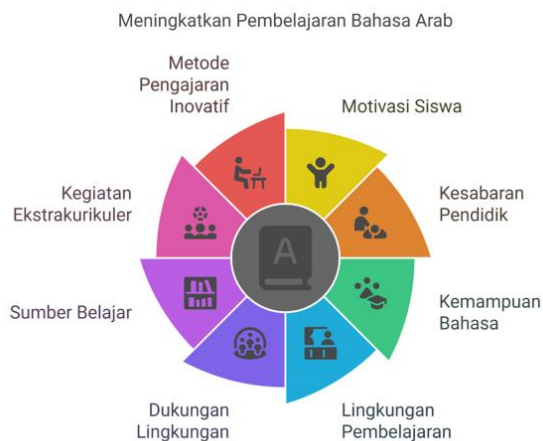 Meningkatkan Pembelajaran Bahasa Arab
Metode
Pengajaran
Inovatif
Motivasi Siswa
Kesabaran
Pendidik
Kemampuan
Bahasa
Lingkungan
Pembelajaran
Dukungan
Lingkungan
Sumber Belajar
Kegiatan
Ekstrakurikuler
A